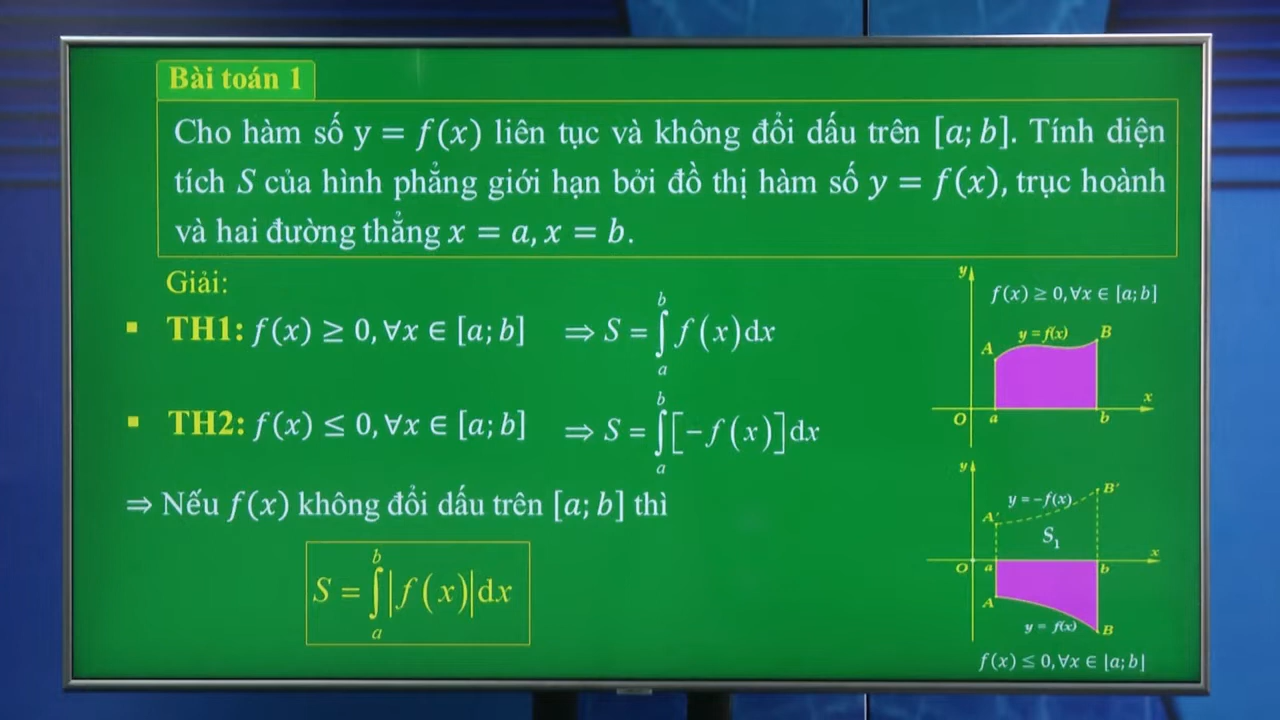 Bài toán 1
Cho hàm số y = f(x) liên tục và không đổi dấu trên [a; b]. Tính diện
tích S của hình phẳng giới hạn bởi đồ thị hàm số y = f(x), trục hoành
và hai đường thẳng x = a, x = b.
Giải:
▪ TH1: f(x) ≥ 0, ∀x ∈ [a; b] ⇒ S = ∫_a^b f(x)dx
▪ TH2: f(x) ≤ 0, ∀x ∈ [a; b] ⇒ S = ∫_a^b [−f(x)]dx
⇒ Nếu f(x) không đổi dấu trên [a; b] thì
S = ∫_a^b |f(x)|dx
y
f(x) ≥ 0, ∀x ∈ [a; b]
y = f(x)
A B
x
O a b
y
y = −f(x) B'
A'
S₁
x
O a b
A
y = f(x) B
f(x) ≤ 0, ∀x ∈ [a; b]